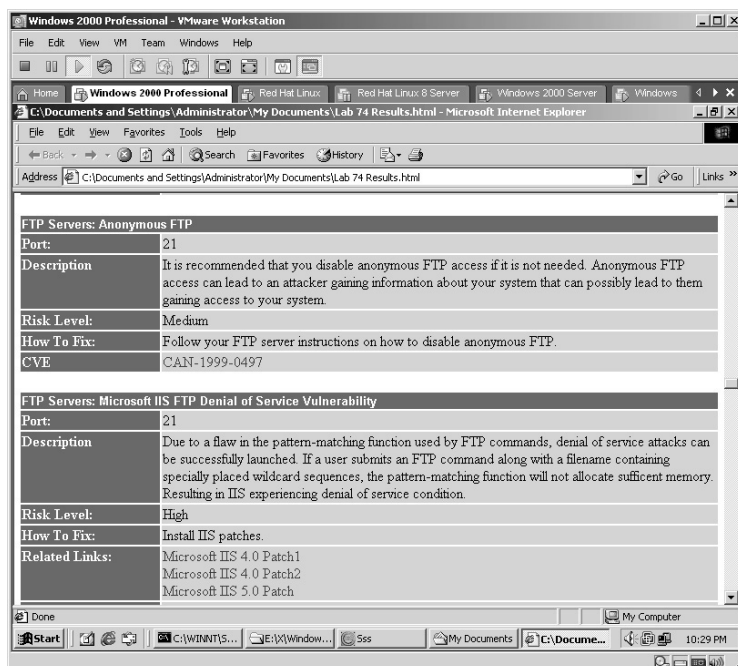 Windows 2000 Professional - VMware Workstation
File Edit View VM Team Windows Help
Home Windows 2000 Professional Red Hat Linux Red Hat Linux 8 Server Windows 2000 Server Windows
C:\Documents and Settings\Administrator\My Documents\Lab 74 Results.html - Microsoft Internet Explorer
File Edit View Favorites Tools Help
Back Search Favorites History
Address C:\Documents and Settings\Administrator\My Documents\Lab 74 Results.html Go Links »
FTP Servers: Anonymous FTP
Port: 21
Description It is recommended that you disable anonymous FTP access if it is not needed. Anonymous FTP
access can lead to an attacker gaining information about your system that can possibly lead to them
gaining access to your system.
Risk Level: Medium
How To Fix: Follow your FTP server instructions on how to disable anonymous FTP.
CVE CAN-1999-0497
FTP Servers: Microsoft IIS FTP Denial of Service Vulnerability
Port: 21
Description Due to a flaw in the pattern-matching function used by FTP commands, denial of service attacks can
be successfully launched. If a user submits an FTP command along with a filename containing
specially placed wildcard sequences, the pattern-matching function will not allocate sufficent memory.
Resulting in IIS experiencing denial of service condition.
Risk Level: High
How To Fix: Install IIS patches.
Related Links: Microsoft IIS 4.0 Patch1
Microsoft IIS 4.0 Patch2
Microsoft IIS 5.0 Patch
Done My Computer
Start C:\WINNT\S... E:\X\Window... Sss My Documents C:\Docume... 10:29 PM